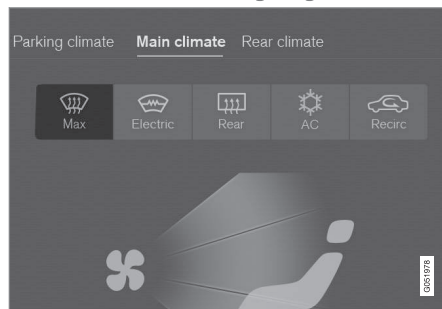 Parking climate Main climate Rear climate
Max Electric Rear AC Recirc
G051978